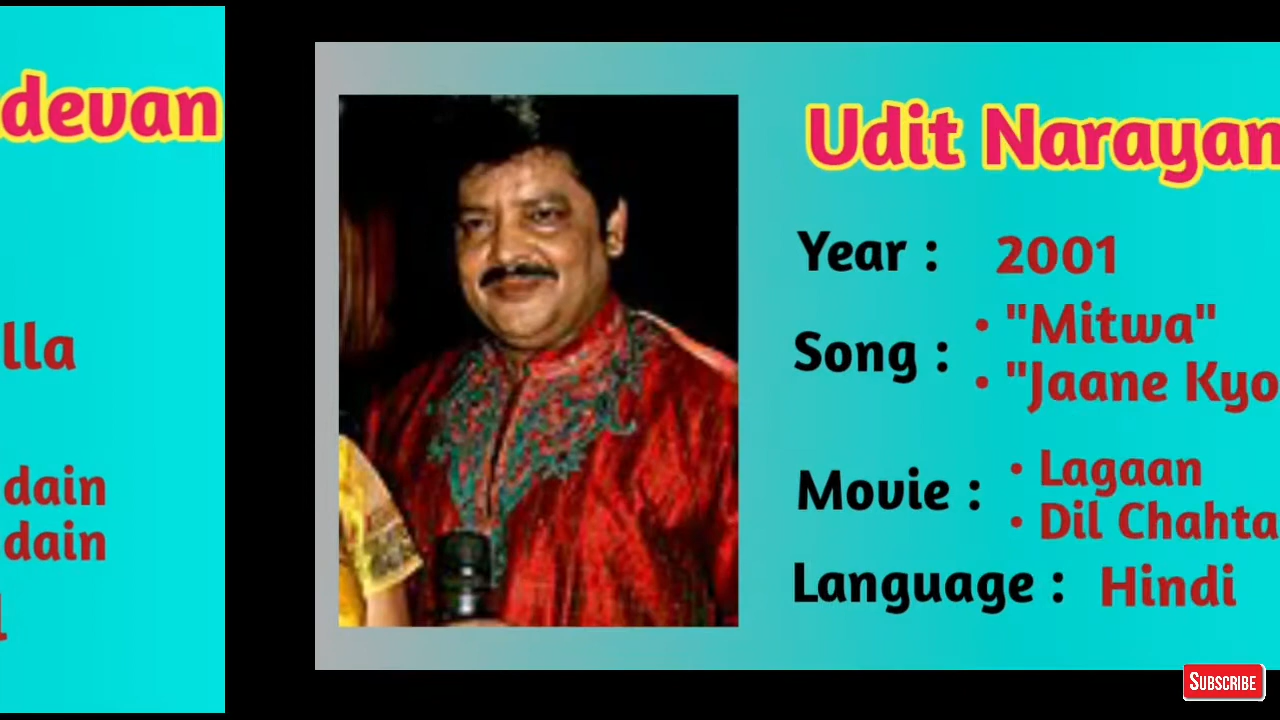 devan
lla
dain
dain
Udit Narayan
Year : 2001
Song : • "Mitwa"
• "Jaane Kyo
Movie : • Lagaan
• Dil Chahta
Language : Hindi
SUBSCRIBE